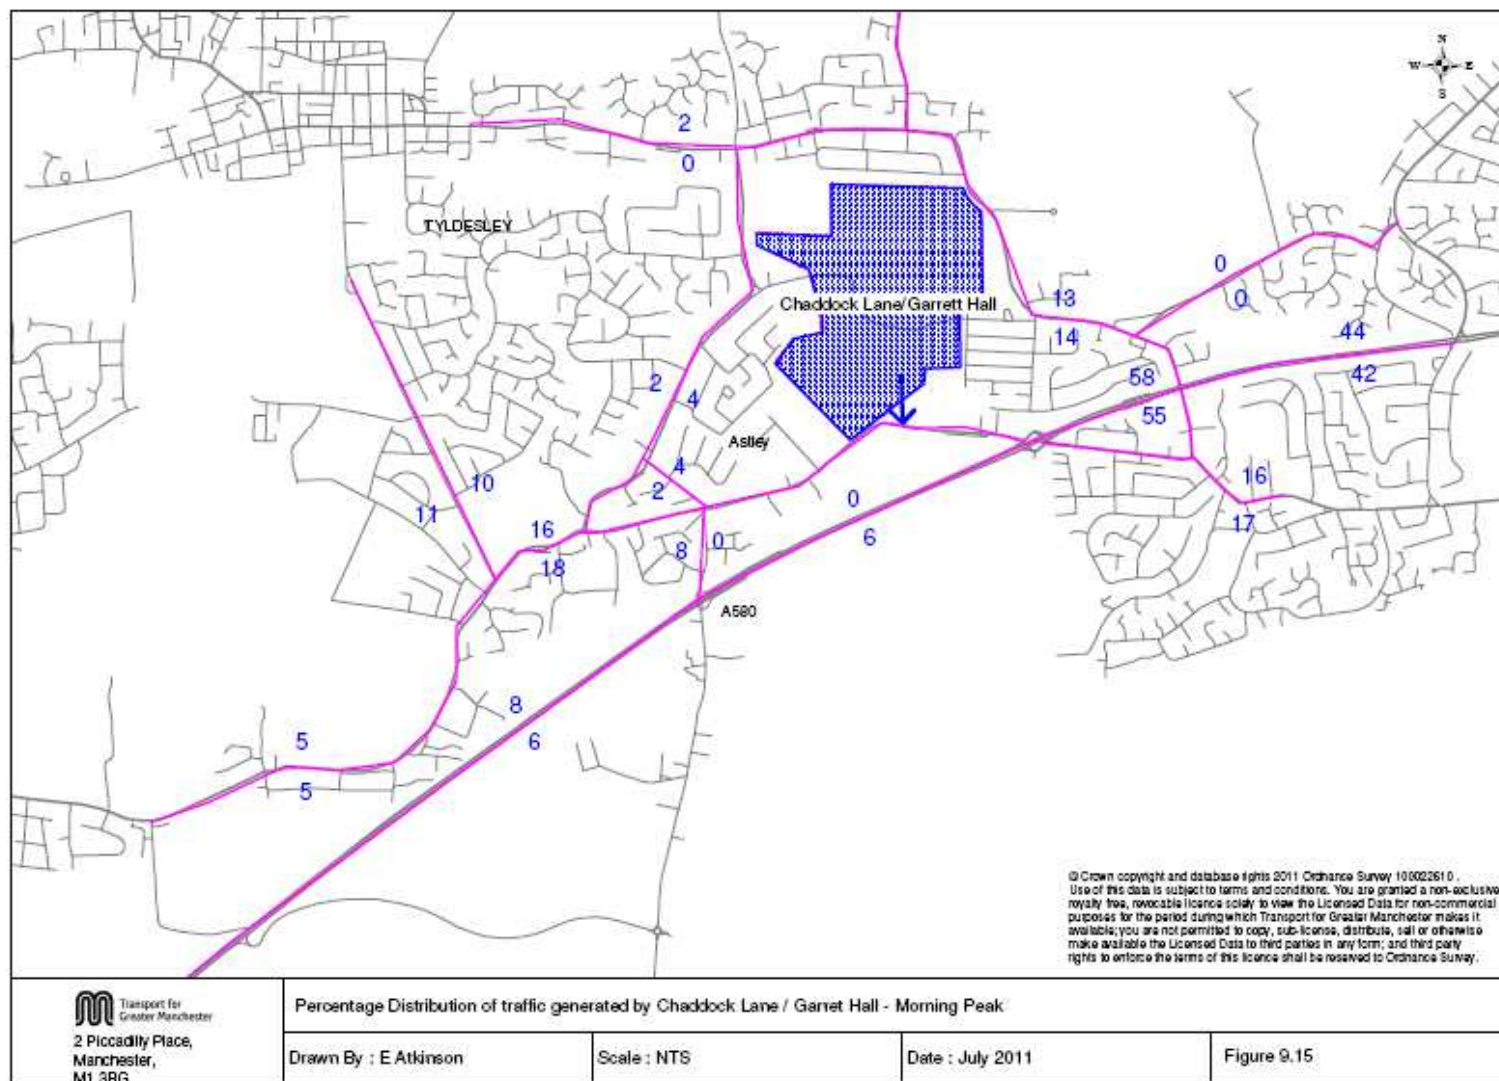 N
W E
S
2
0
TYLDESLEY
Chaddock Lane/Garrett Hall
13
14
0
0
44
42
58
55
2
4
Astley
4
2
10
11
16
18
8
0
0
6
16
17
A580
8
6
5
5
© Crown copyright and database rights 2011 Ordnance Survey 100022610 .
Use of this data is subject to terms and conditions. You are granted a non-exclusive
royalty free, revocable licence solely to view the Licensed Data for non-commercial
purposes for the period during which Transport for Greater Manchester makes it
available; you are not permitted to copy, sub-license, distribute, sell or otherwise
make available the Licensed Data to third parties in any form; and third party
rights to enforce the terms of this licence shall be reserved to Ordnance Survey.
Transport for
Greater Manchester
2 Piccadilly Place,
Manchester,
M1 3BG
Percentage Distribution of traffic generated by Chaddock Lane / Garret Hall - Morning Peak
Drawn By : E Atkinson
Scale : NTS
Date : July 2011
Figure 9.15